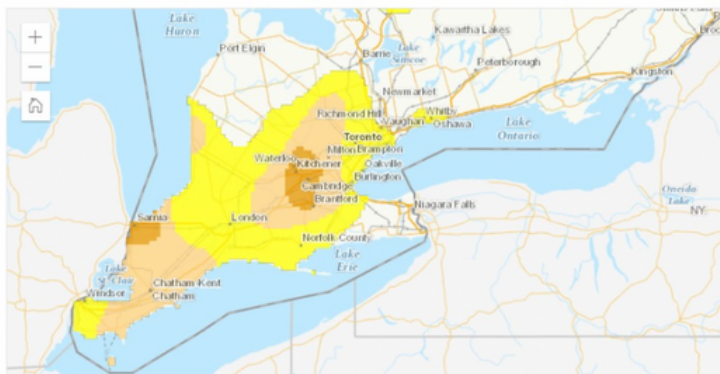 Lake
Huron
Port Elgin
Barrie
Lake
Simcoe
Kawartha Lakes
Peterborough
Kingston
Newmarket
Richmond Hill
Vaughan
Whitby
Oshawa
Toronto
Lake
Ontario
Waterloo
Milton
Brampton
Kitchener
Oakville
Cambridge
Burlington
Brantford
Niagara Falls
Oneida
Lake
NY
Sarnia
London
Norfolk County
Lake
Erie
Lake
St. Clair
Chatham-Kent
Windsor
Chatham